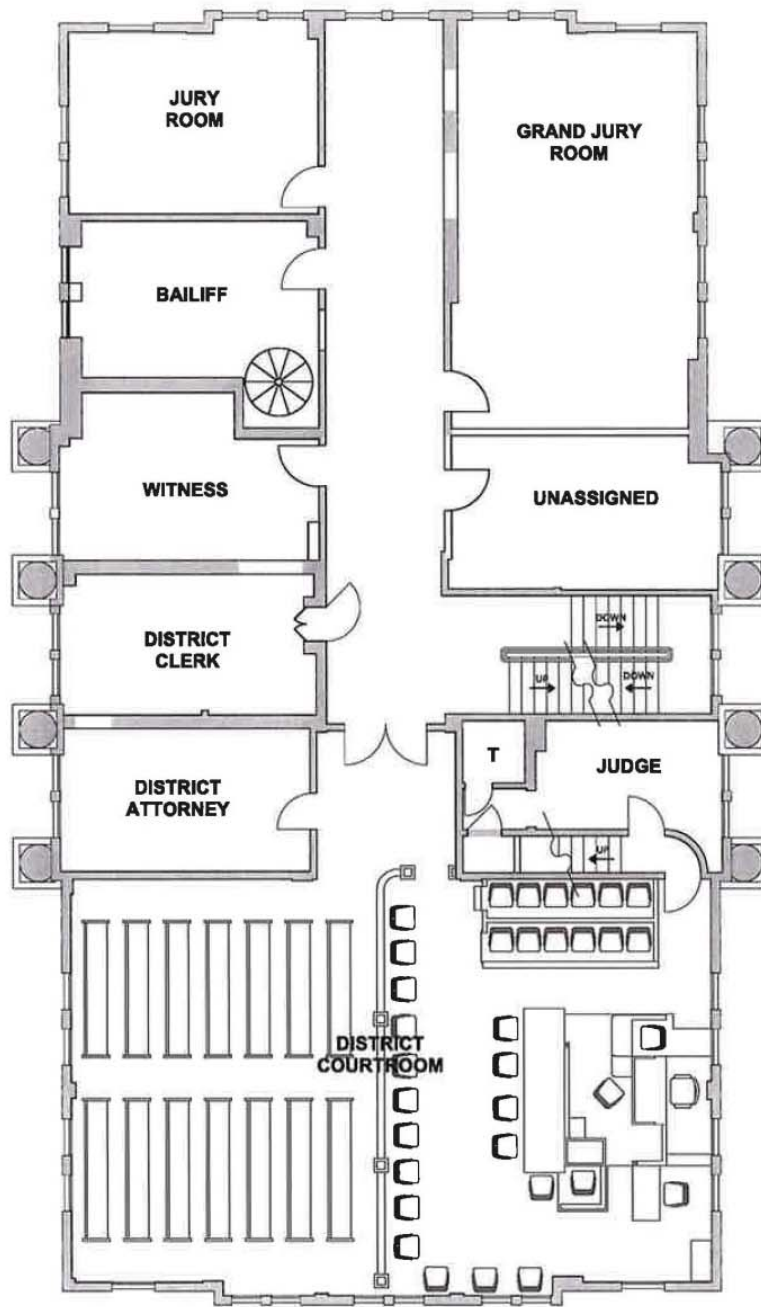 JURY
ROOM
GRAND JURY
ROOM
BAILIFF
WITNESS
UNASSIGNED
DISTRICT
CLERK
DOWN
UP
DOWN
T
JUDGE
DISTRICT
ATTORNEY
UP
DISTRICT
COURTROOM